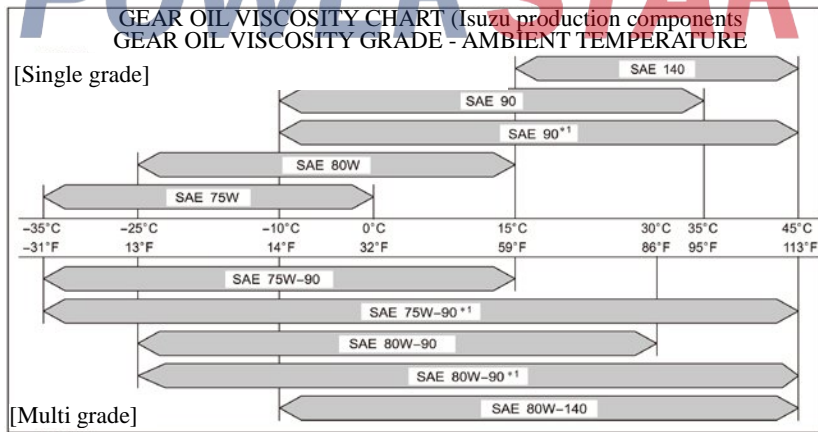 POWERSTAR
GEAR OIL VISCOSITY CHART (Isuzu production components
GEAR OIL VISCOSITY GRADE - AMBIENT TEMPERATURE
[Single grade]
SAE 140
SAE 90
SAE 90*1
SAE 80W
SAE 75W
−35°C −25°C −10°C 0°C 15°C 30°C 35°C 45°C
−31°F 13°F 14°F 32°F 59°F 86°F 95°F 113°F
SAE 75W−90
SAE 75W−90*1
SAE 80W−90
SAE 80W−90*1
SAE 80W−140
[Multi grade]